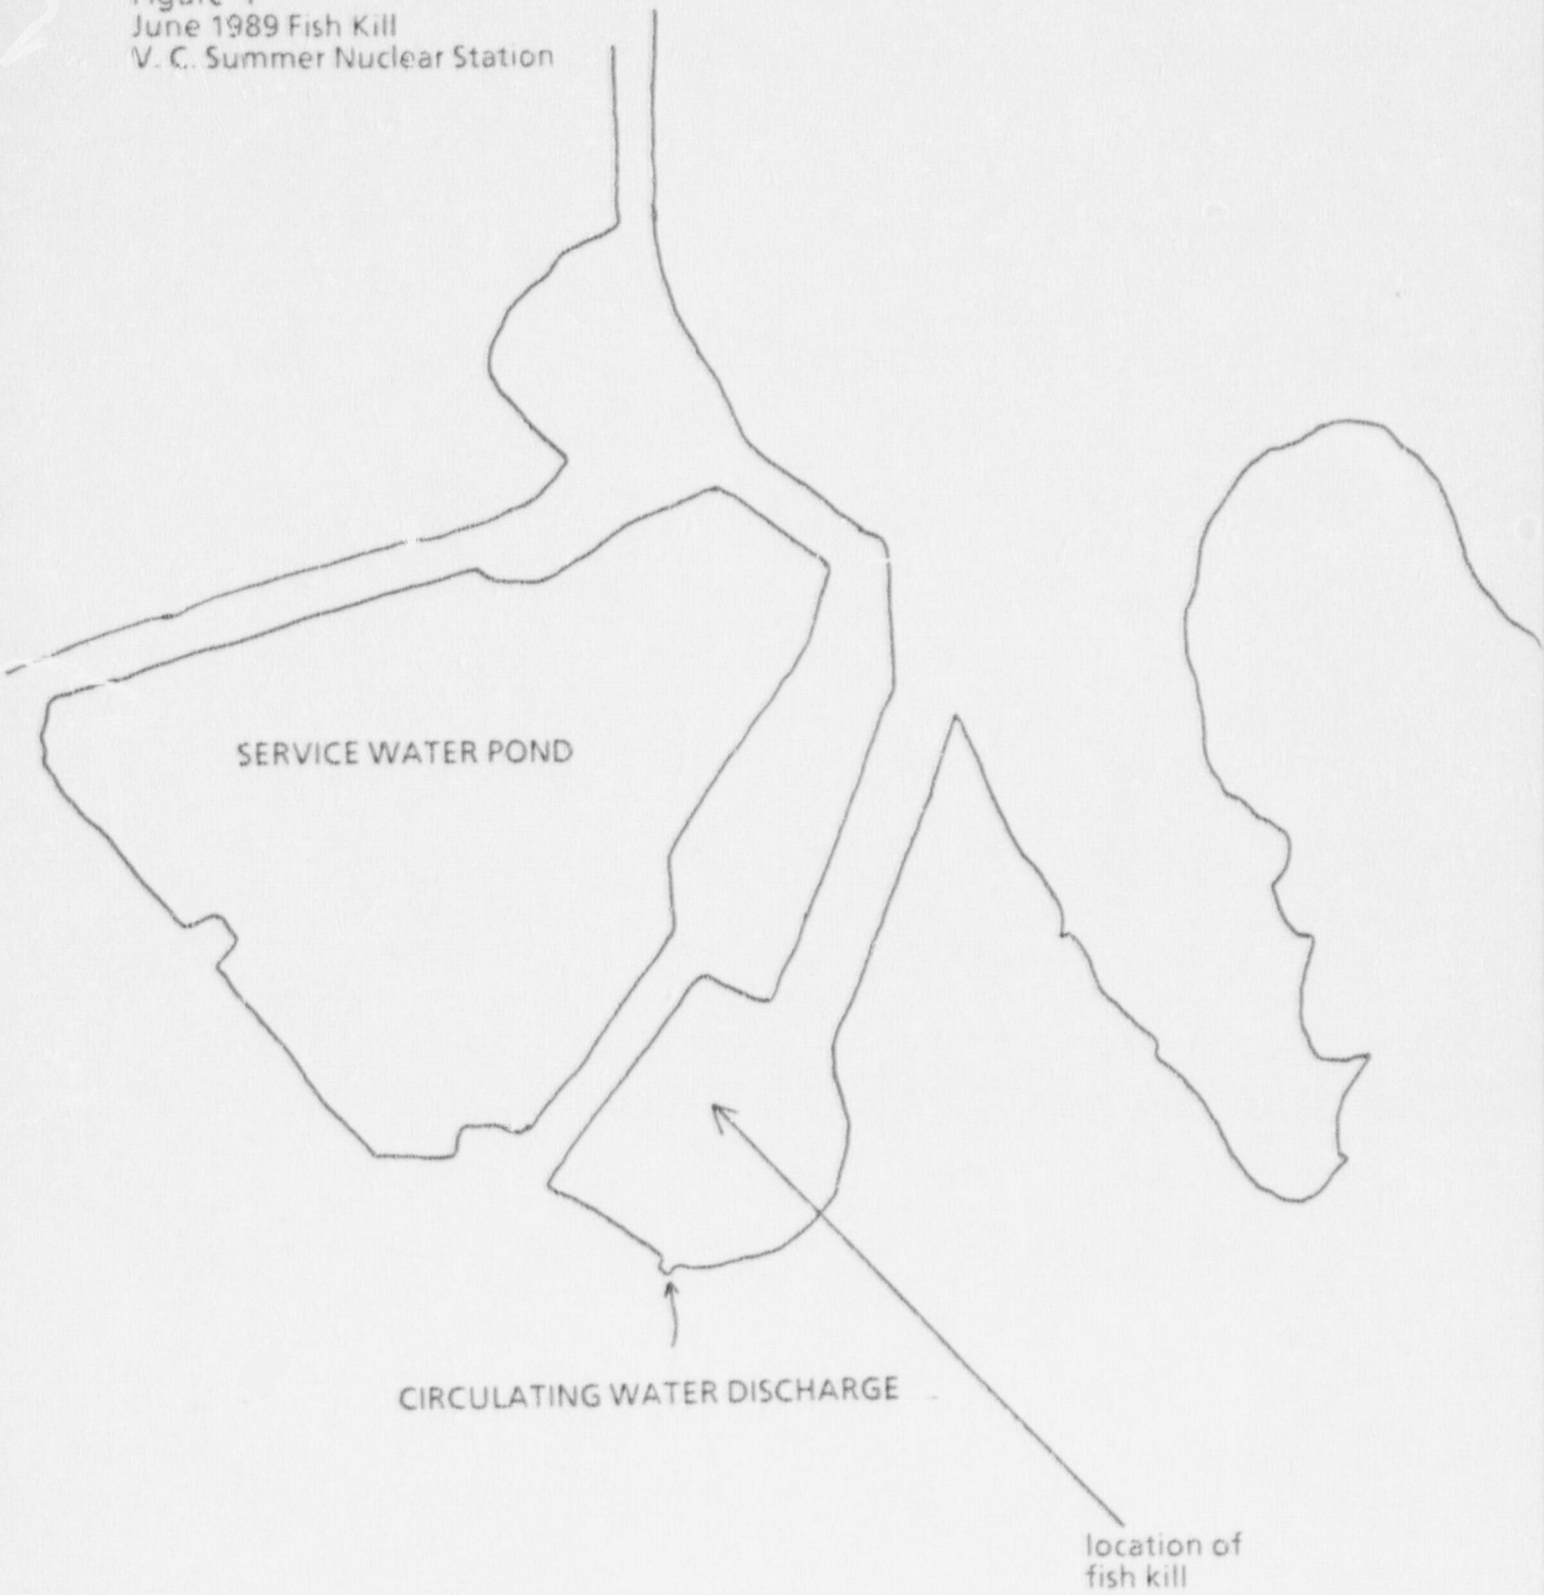 June 1989 Fish Kill
V. C. Summer Nuclear Station
SERVICE WATER POND
CIRCULATING WATER DISCHARGE
location of
fish kill